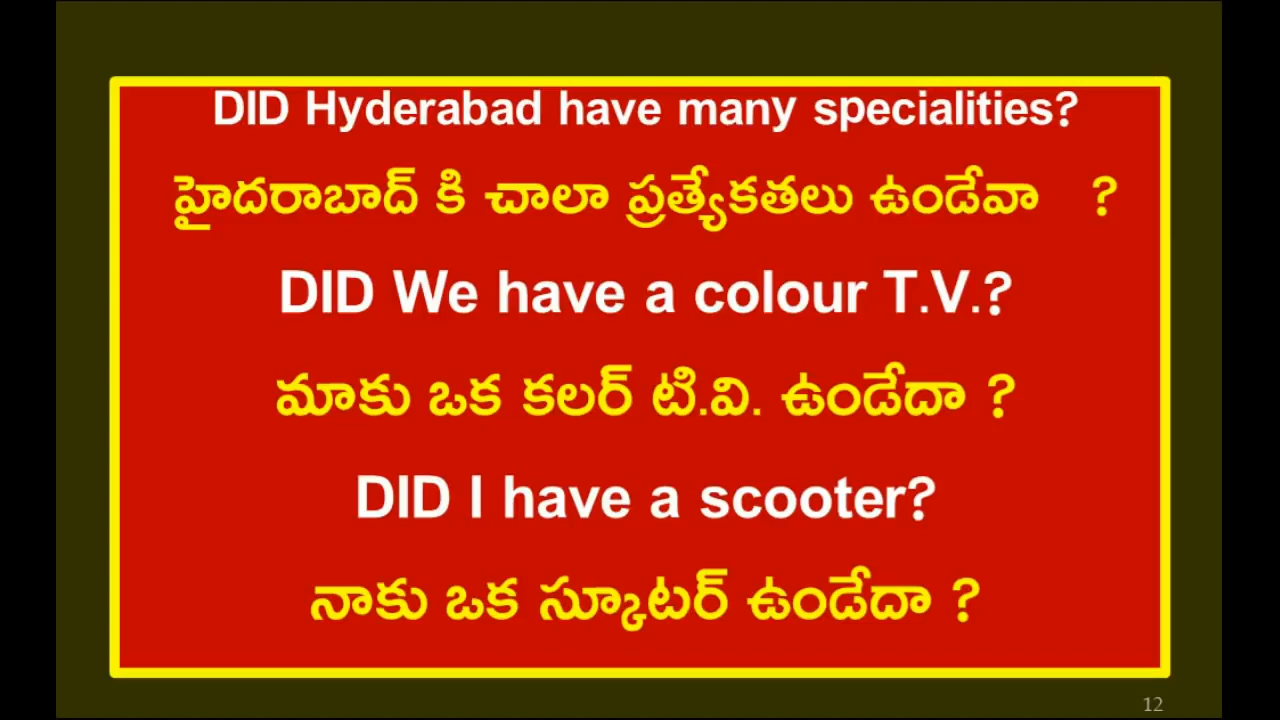 DID Hyderabad have many specialities?
హైదరాబాద్ కి చాలా ప్రత్యేకతలు ఉండేవా ?
DID We have a colour T.V.?
మాకు ఒక కలర్ టి.వి. ఉండేదా ?
DID I have a scooter?
నాకు ఒక స్కూటర్ ఉండేదా ?
12